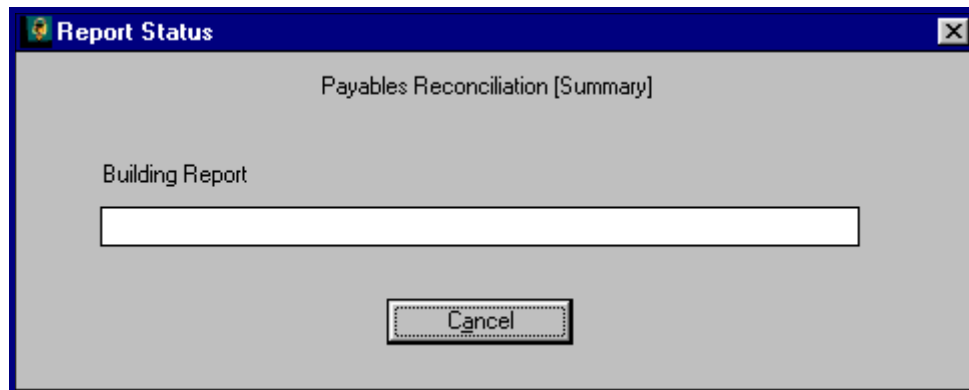 Report Status
Payables Reconciliation [Summary]
Building Report
Cancel